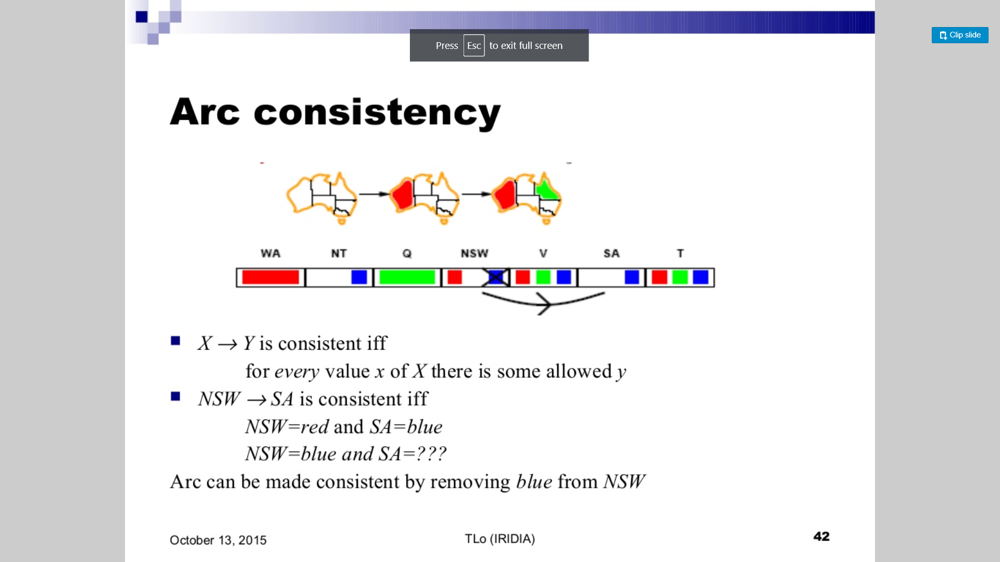 Press Esc to exit full screen
Clip slide
Arc consistency
WA NT Q NSW V SA T
X → Y is consistent iff
for every value x of X there is some allowed y
NSW → SA is consistent iff
NSW=red and SA=blue
NSW=blue and SA=???
Arc can be made consistent by removing blue from NSW
October 13, 2015 TLo (IRIDIA) 42